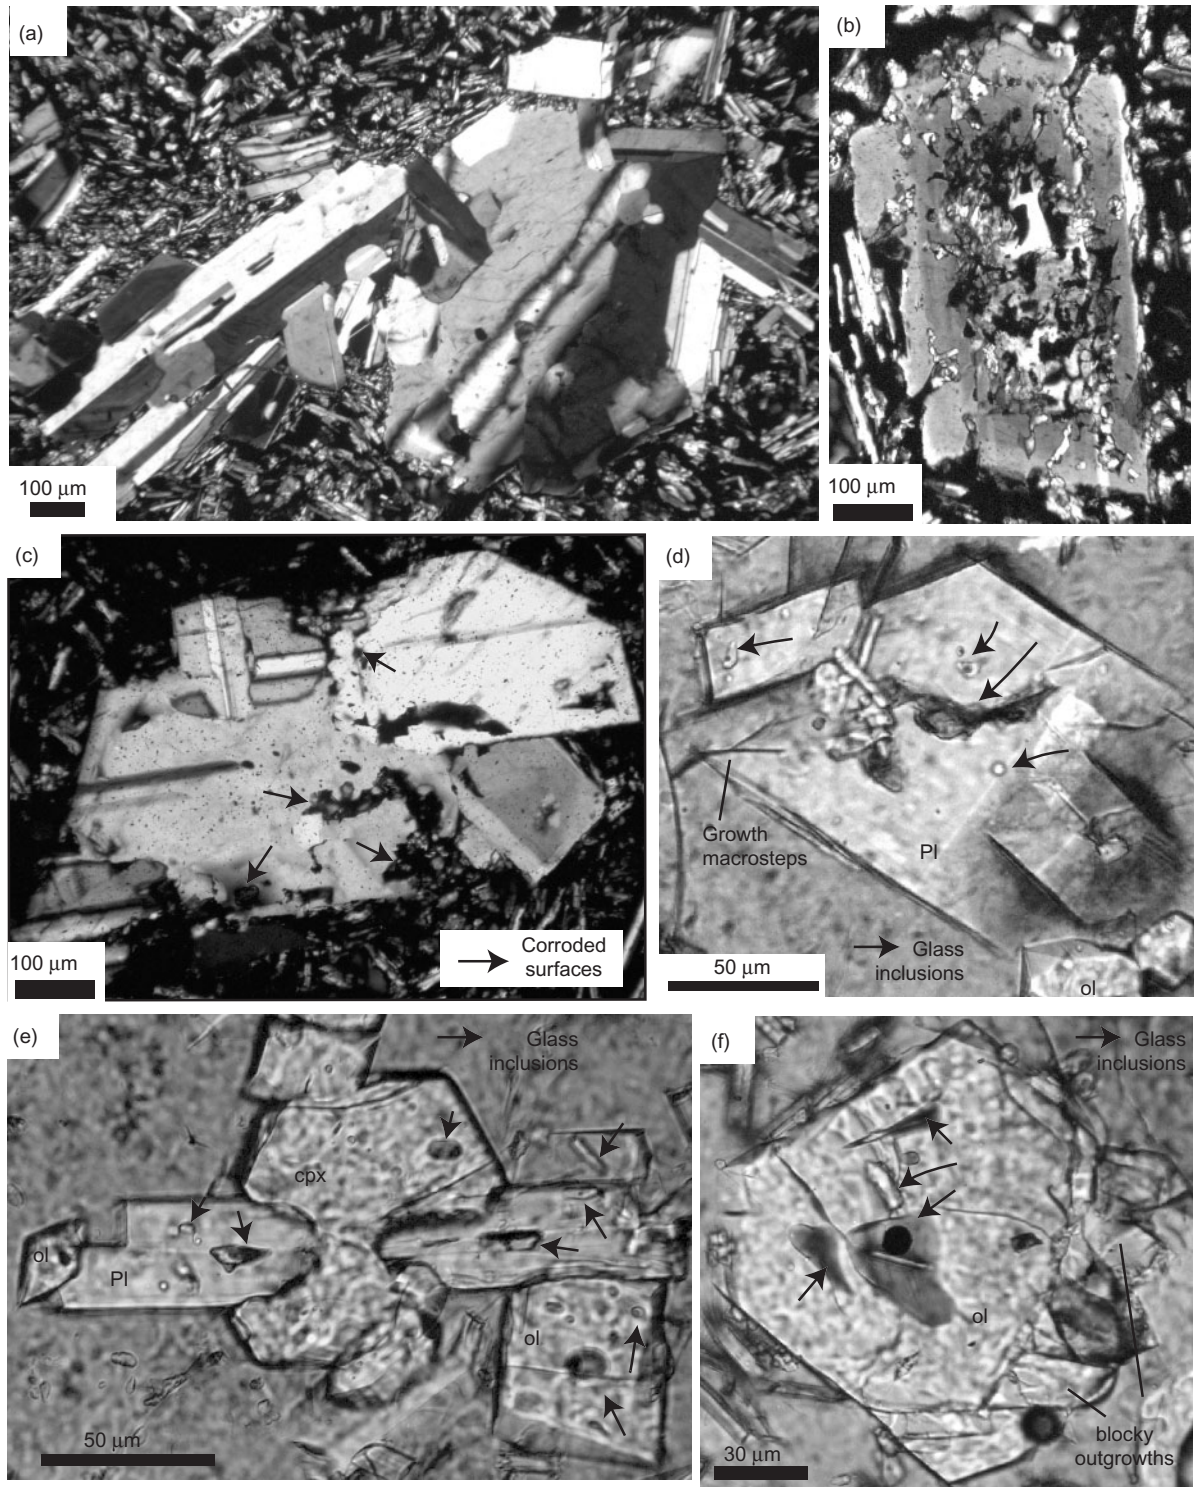 (a)
100 μm
(b)
100 μm
(c)
100 μm
Corroded
surfaces
(d)
Growth
macrosteps
Pl
Glass
inclusions
50 μm
ol
(e)
Glass
inclusions
cpx
ol
Pl
ol
50 μm
(f)
Glass
inclusions
ol
blocky
outgrowths
30 μm